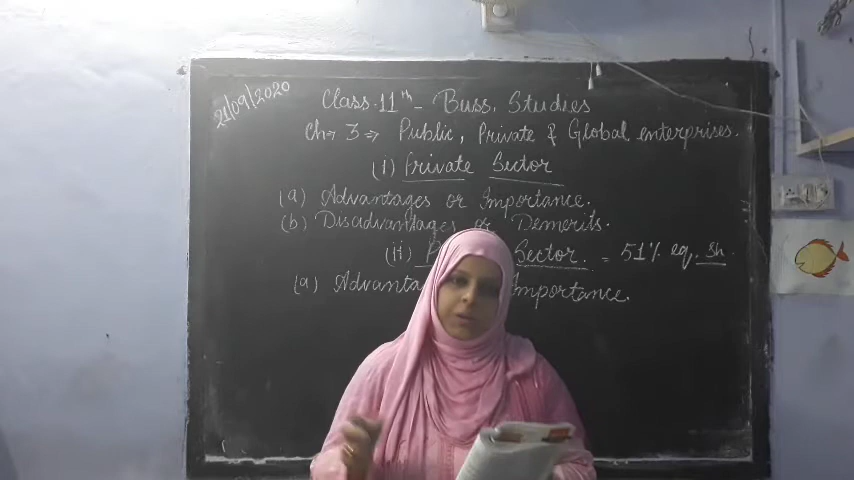 21/09/2020
Class. 11th - Buss. Studies
Ch→ 3 ⇒ Public, Private & Global enterprises.
(i) Private Sector
(a) Advantages or Importance.
(b) Disadvantages or Demerits.
(ii) Sector. = 51% eq. sh.
(a) Importance.